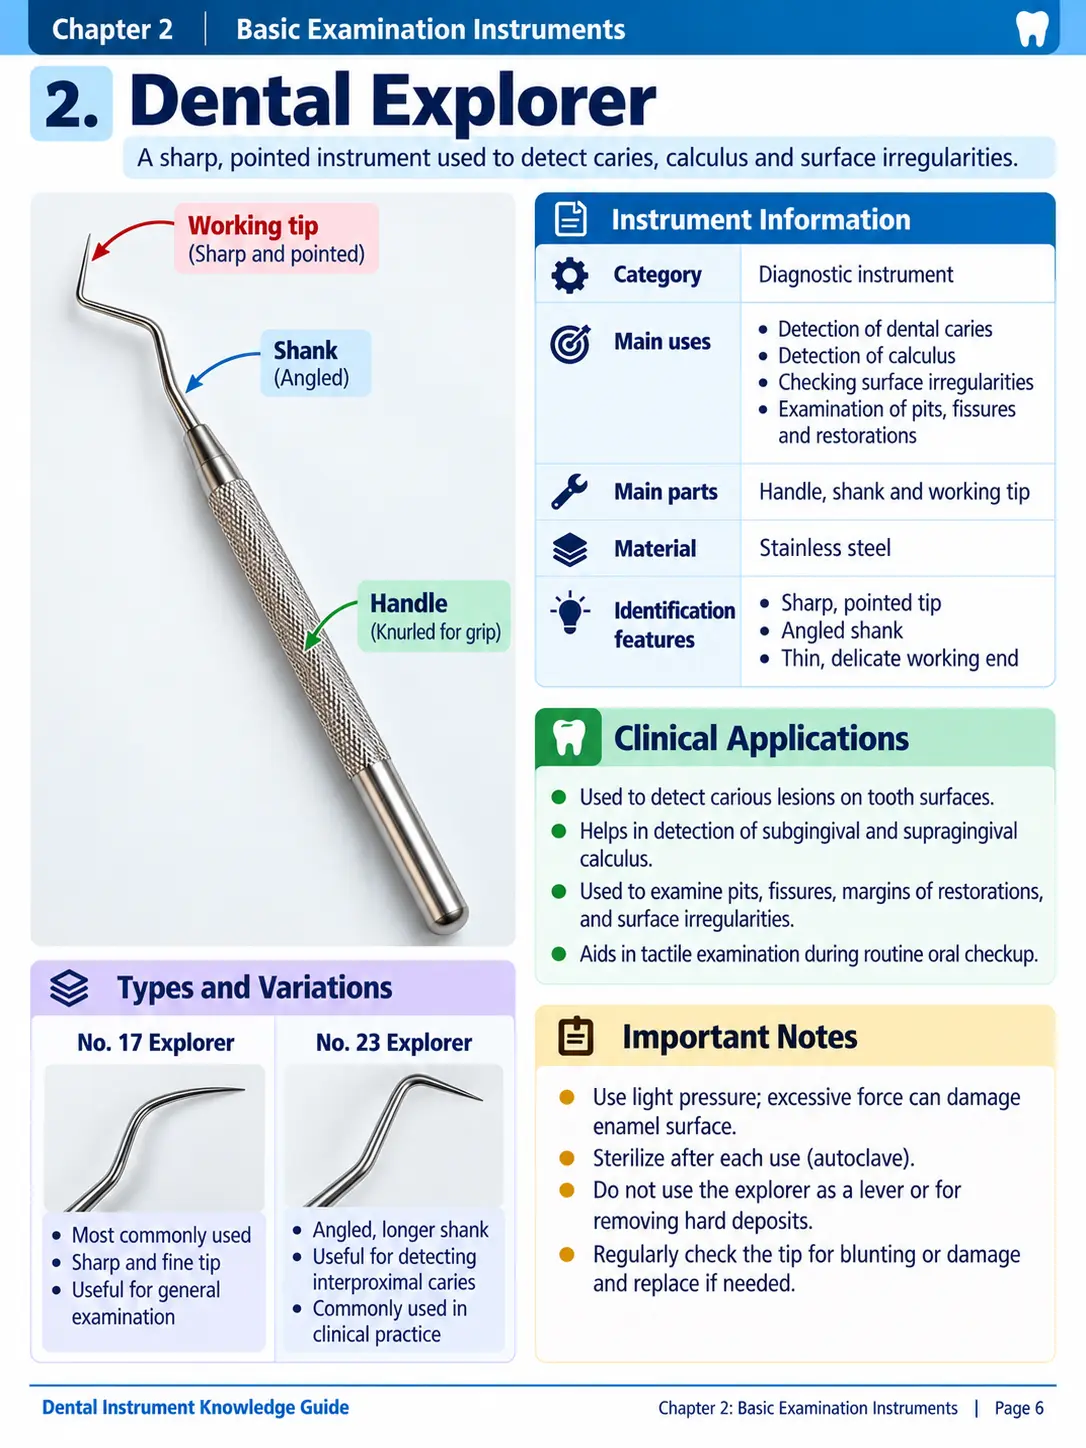 Chapter 2 | Basic Examination Instruments
2. Dental Explorer
A sharp, pointed instrument used to detect caries, calculus and surface irregularities.
Working tip
(Sharp and pointed)
Shank
(Angled)
Handle
(Knurled for grip)
Instrument Information
Category
Diagnostic instrument
Main uses
• Detection of dental caries
• Detection of calculus
• Checking surface irregularities
• Examination of pits, fissures
and restorations
Main parts
Handle, shank and working tip
Material
Stainless steel
Identification
features
• Sharp, pointed tip
• Angled shank
• Thin, delicate working end
Clinical Applications
• Used to detect carious lesions on tooth surfaces.
• Helps in detection of subgingival and supragingival
calculus.
• Used to examine pits, fissures, margins of restorations,
and surface irregularities.
• Aids in tactile examination during routine oral checkup.
Types and Variations
No. 17 Explorer
• Most commonly used
• Sharp and fine tip
• Useful for general
examination
No. 23 Explorer
• Angled, longer shank
• Useful for detecting
interproximal caries
• Commonly used in
clinical practice
Important Notes
• Use light pressure; excessive force can damage
enamel surface.
• Sterilize after each use (autoclave).
• Do not use the explorer as a lever or for
removing hard deposits.
• Regularly check the tip for blunting or damage
and replace if needed.
Dental Instrument Knowledge Guide
Chapter 2: Basic Examination Instruments | Page 6